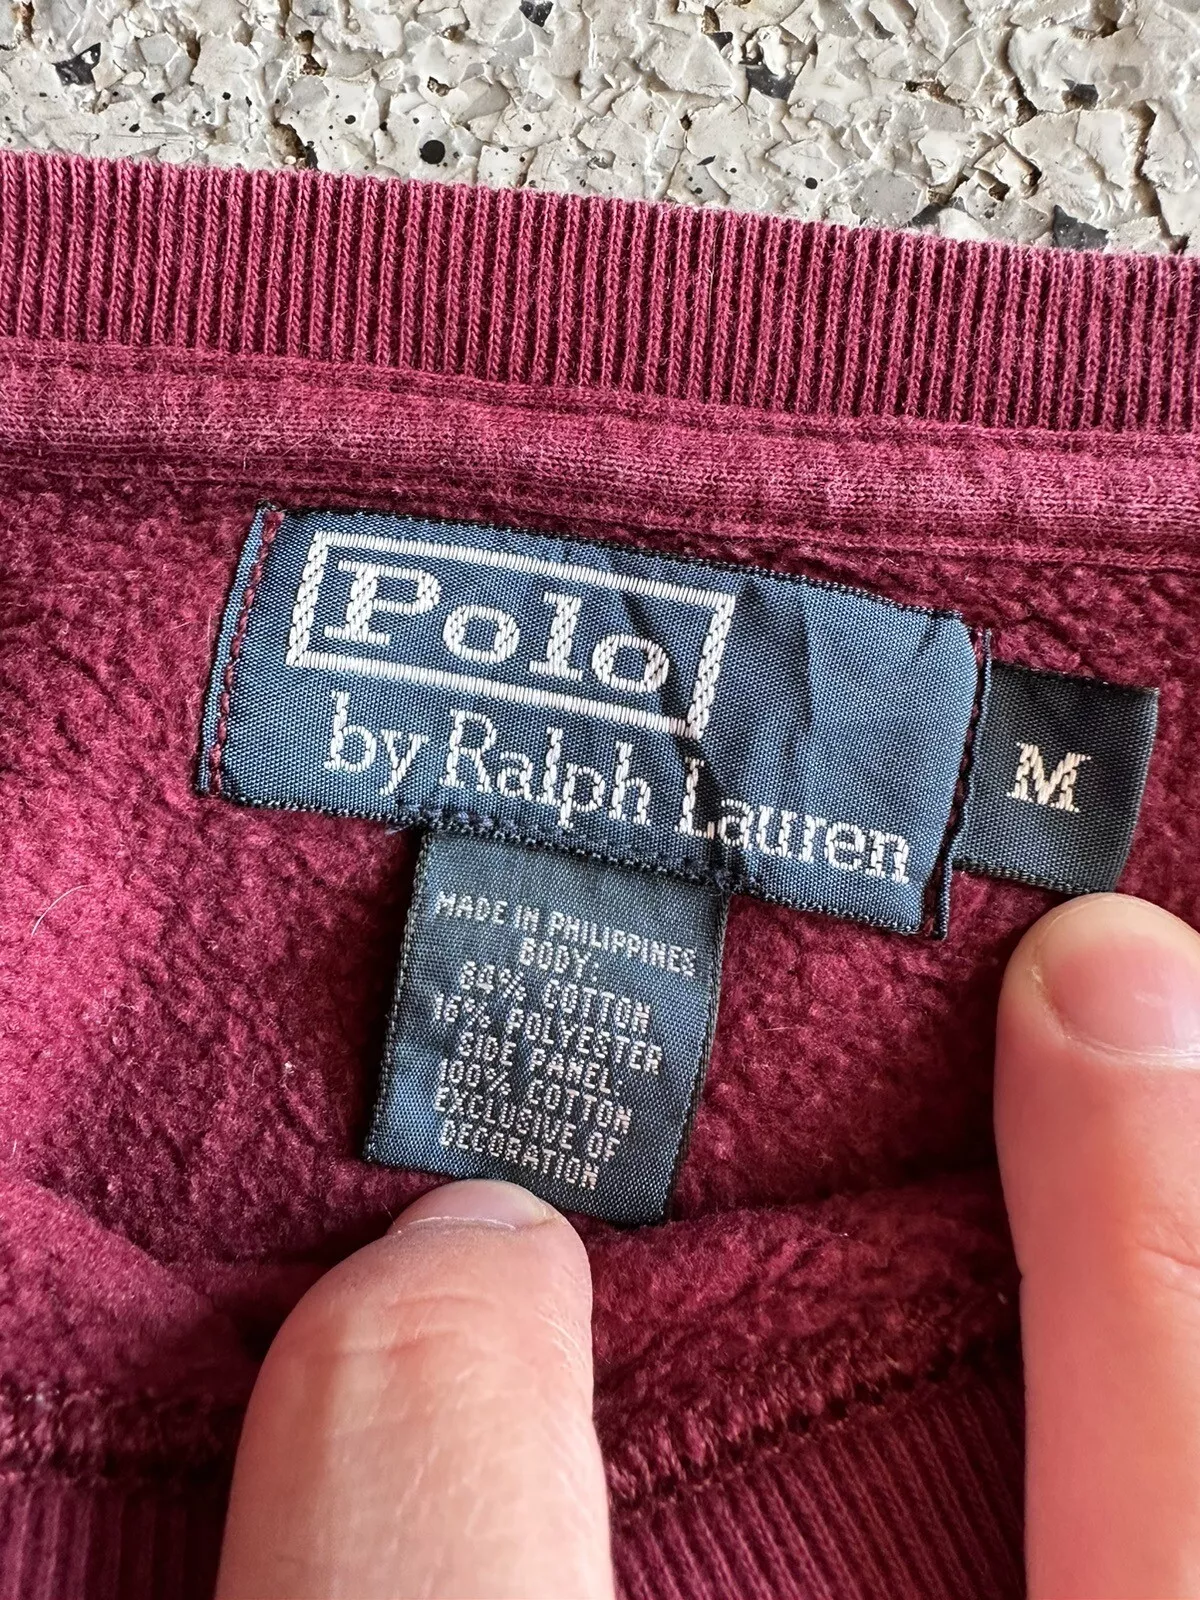 Polo
by Ralph Lauren
M
MADE IN PHILIPPINES
BODY:
84% COTTON
16% POLYESTER
SIDE PANEL:
100% COTTON
EXCLUSIVE OF
DECORATION